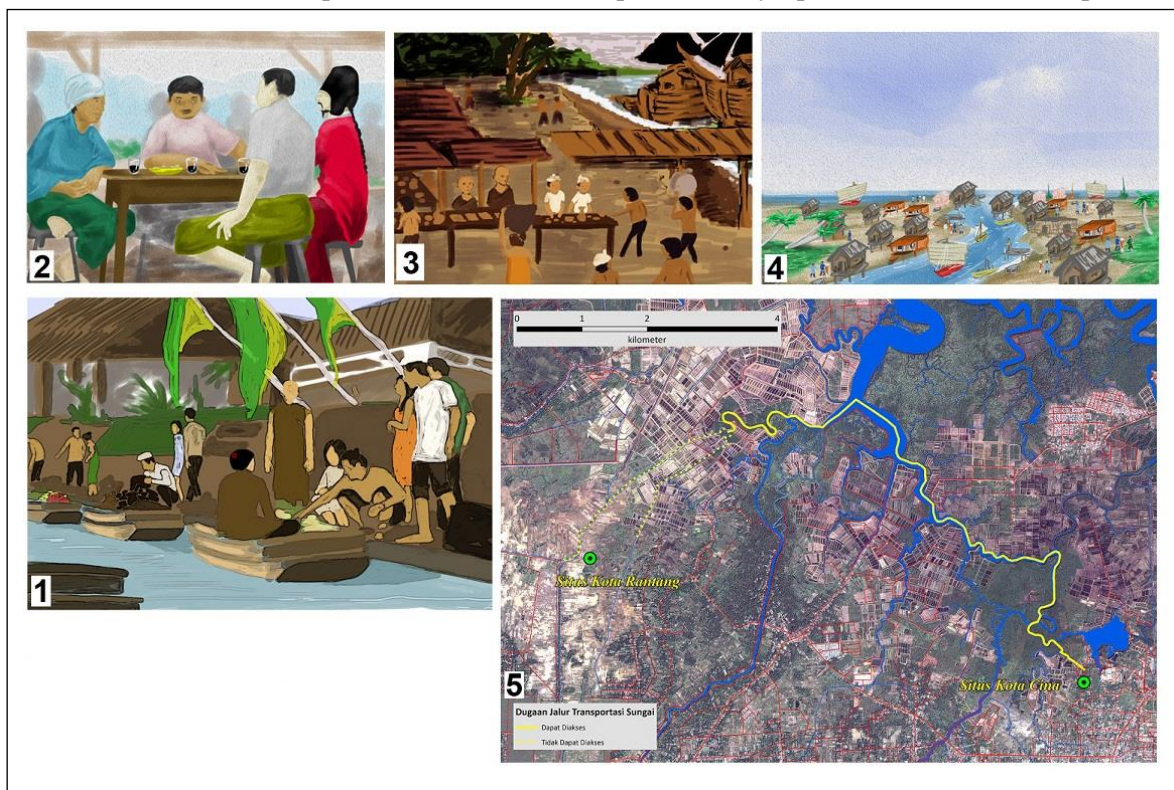 2
3
4
1
0 1 2 4
kilometer
Situs Kota Rantang
Situs Kota Cina
5
Dugaan Jalur Transportasi Sungai
Dapat Diakses
Tidak Dapat Diakses